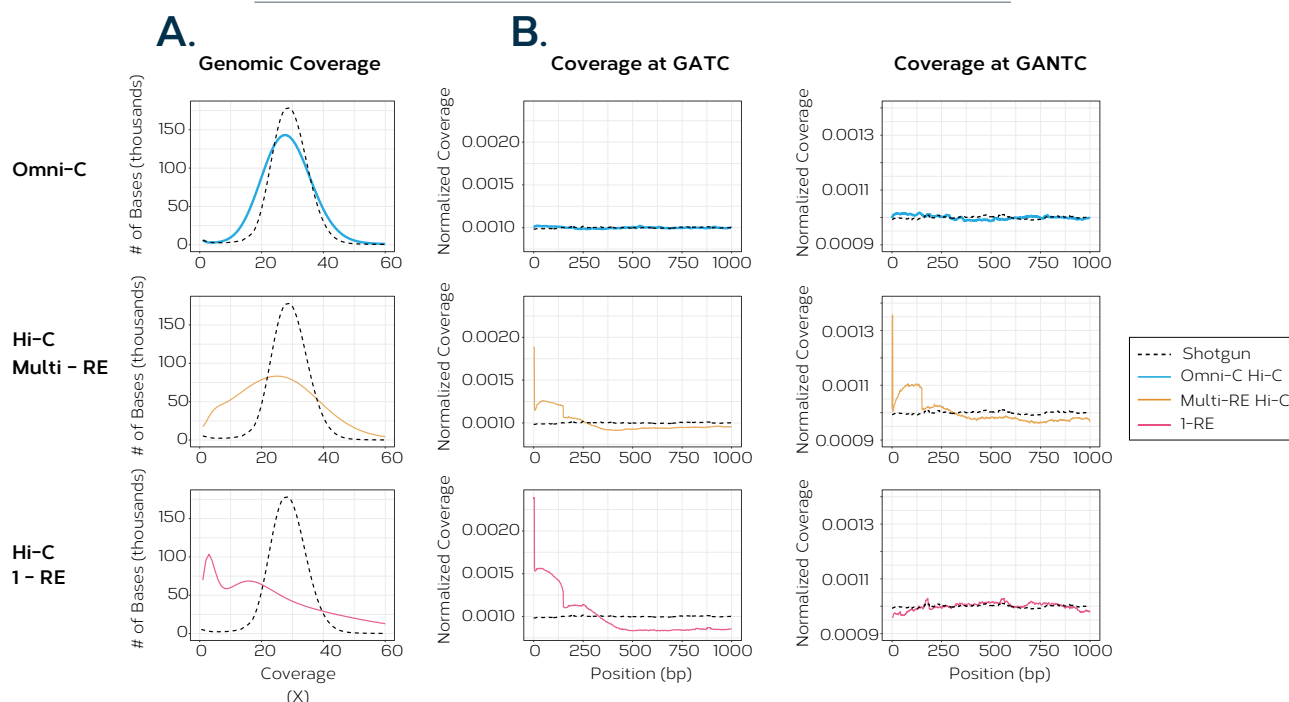 A.
B.
Genomic Coverage
Coverage at GATC
Coverage at GANTC
Omni-C
# of Bases (thousands)
150
100
50
0
0 20 40 60
Normalized Coverage
0.0020
0.0015
0.0010
0 250 500 750 1000
Normalized Coverage
0.0013
0.0011
0.0009
0 250 500 750 1000
Hi-C
Multi - RE
# of Bases (thousands)
150
100
50
0
0 20 40 60
Normalized Coverage
0.0020
0.0015
0.0010
0 250 500 750 1000
Normalized Coverage
0.0013
0.0011
0.0009
0 250 500 750 1000
Shotgun
Omni-C Hi-C
Multi-RE Hi-C
1-RE
Hi-C
1 - RE
# of Bases (thousands)
150
100
50
0
0 20 40 60
Coverage
(X)
Normalized Coverage
0.0020
0.0015
0.0010
0 250 500 750 1000
Position (bp)
Normalized Coverage
0.0013
0.0011
0.0009
0 250 500 750 1000
Position (bp)